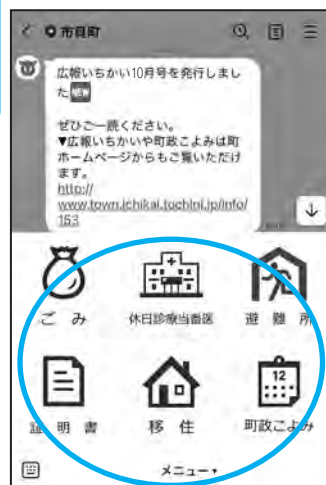 市貝町
広報いちかい10月号を発行しまし
た NEW
ぜひご一読ください。
▼広報いちかいや町政こよみは町
ホームページからもご覧いただけ
ます。
http://
www.town.ichikai.tochigi.jp/info/
153
ごみ
休日診療当番医
避難所
12
証明書
移住
町政こよみ
メニュー▼